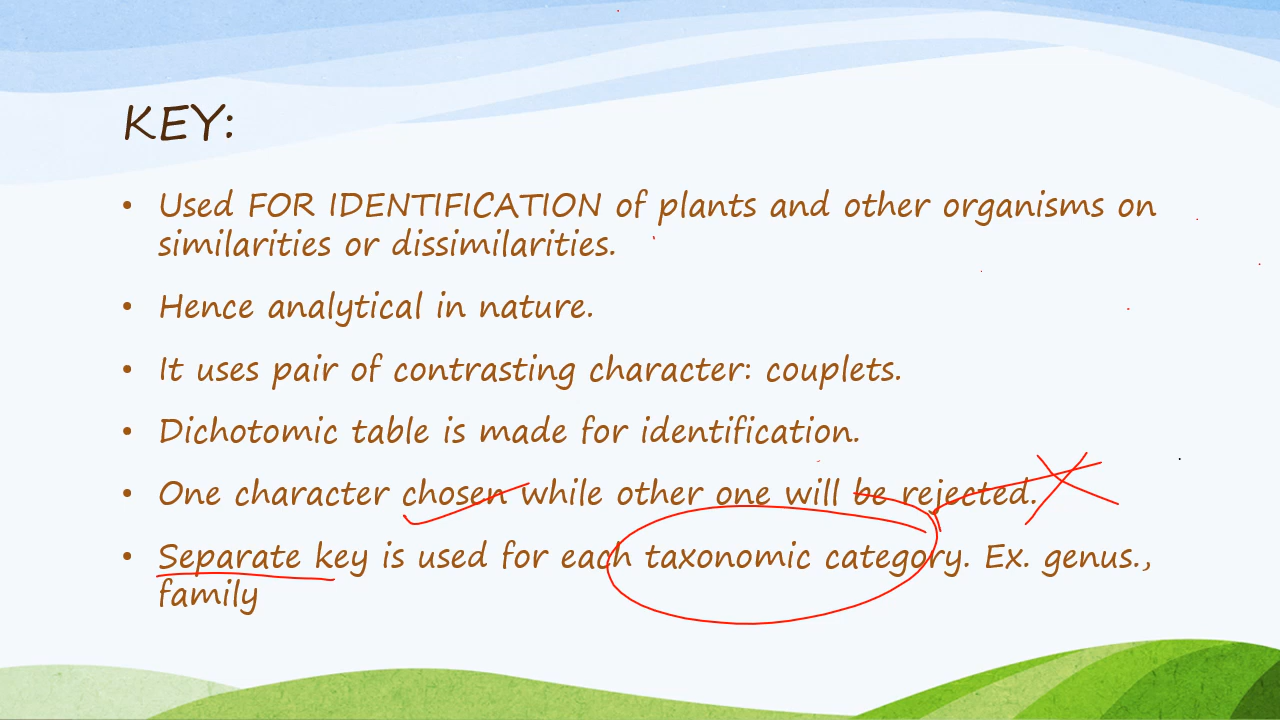 KEY:
• Used FOR IDENTIFICATION of plants and other organisms on
similarities or dissimilarities.
• Hence analytical in nature.
• It uses pair of contrasting character: couplets.
• Dichotomic table is made for identification.
• One character chosen while other one will be rejected.
• Separate key is used for each taxonomic category. Ex. genus.,
family